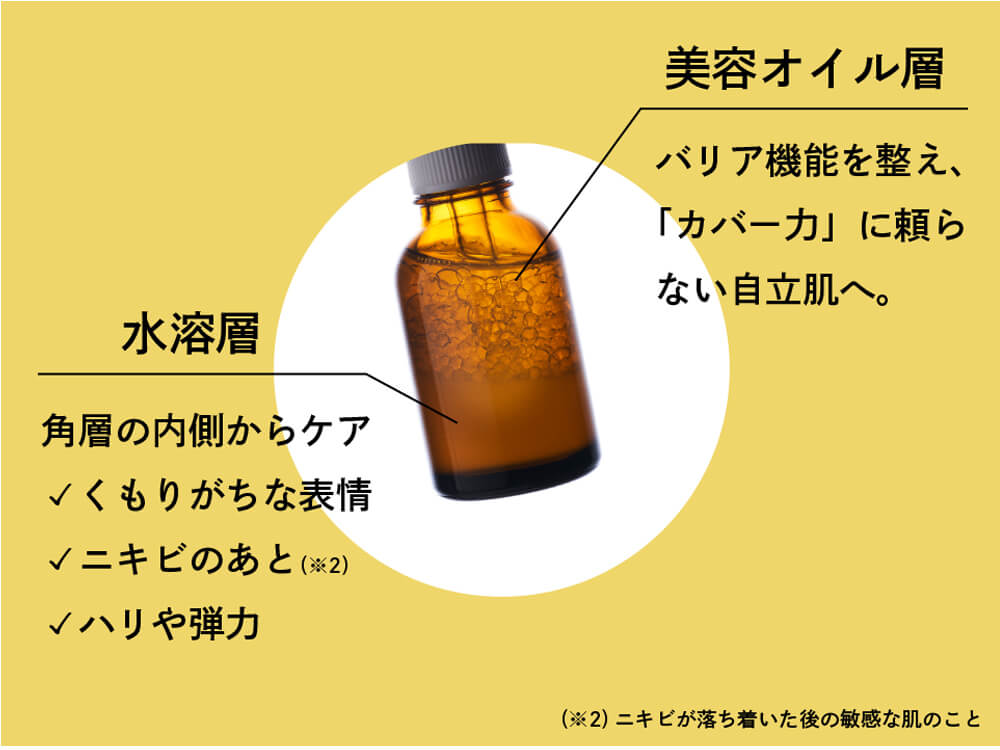 美容オイル層
バリア機能を整え、
「カバー力」に頼ら
ない自立肌へ。
水溶層
角層の内側からケア
✓くもりがちな表情
✓ニキビのあと(※2)
✓ハリや弾力
(※2) ニキビが落ち着いた後の敏感な肌のこと